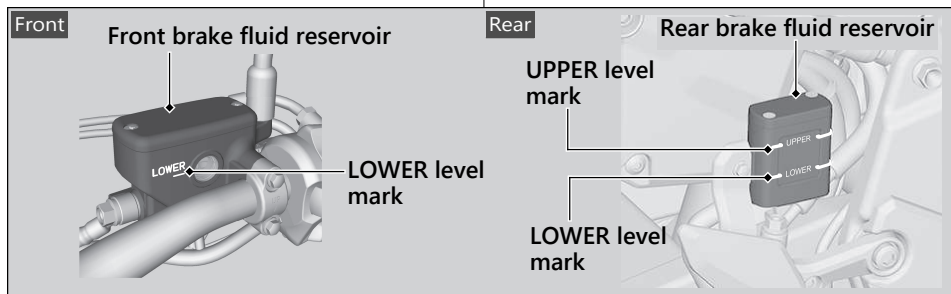 Front
Front brake fluid reservoir
LOWER
LOWER level
mark
Rear
Rear brake fluid reservoir
UPPER level
mark
UPPER
LOWER
LOWER level
mark